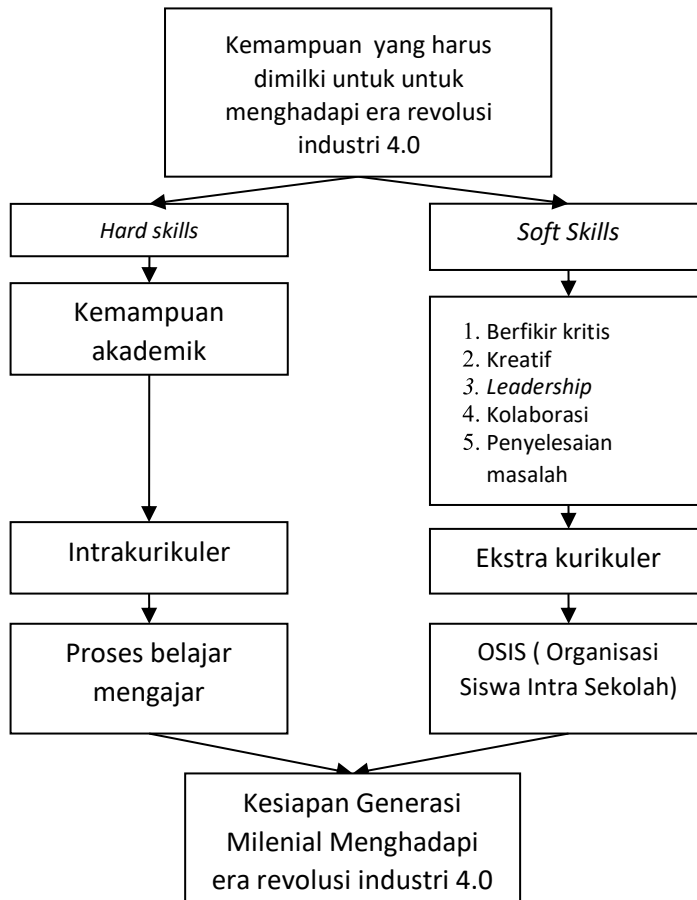 Kemampuan yang harus
dimilki untuk untuk
menghadapi era revolusi
industri 4.0
Hard skills
Soft Skills
Kemampuan
akademik
1. Berfikir kritis
2. Kreatif
3. Leadership
4. Kolaborasi
5. Penyelesaian
masalah
Intrakurikuler
Ekstra kurikuler
Proses belajar
mengajar
OSIS ( Organisasi
Siswa Intra Sekolah)
Kesiapan Generasi
Milenial Menghadapi
era revolusi industri 4.0